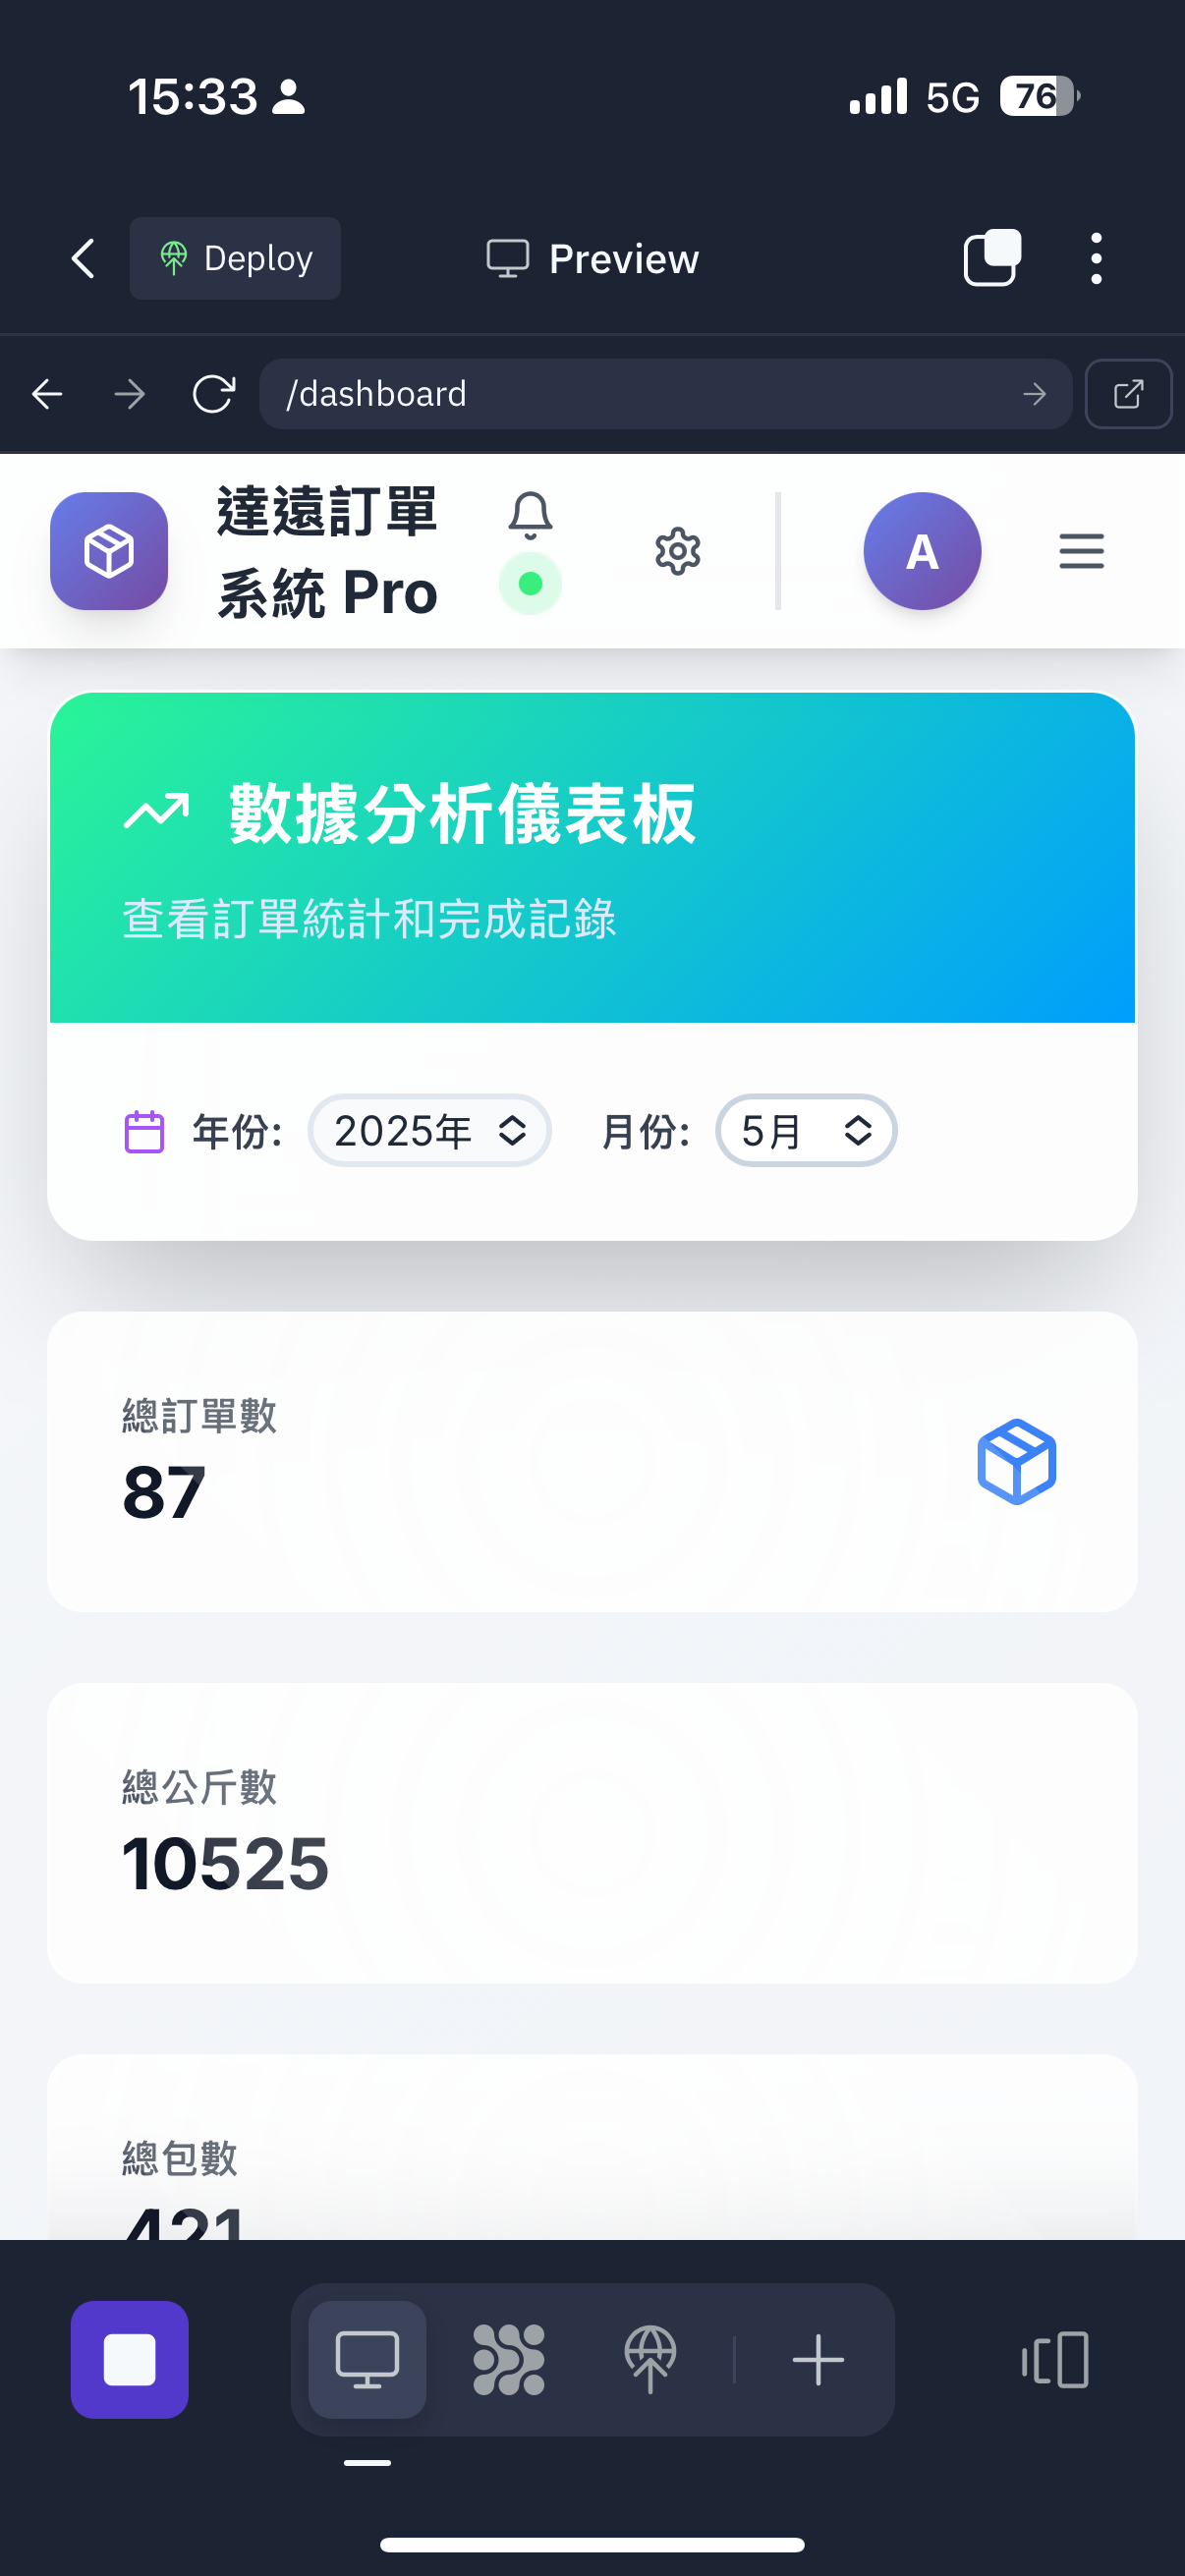 15:33
5G
76
Deploy
Preview
/dashboard
達遠訂單
系統 Pro
A
數據分析儀表板
查看訂單統計和完成記錄
年份: 2025年 月份: 5月
總訂單數
87
總公斤數
10525
總包數
421